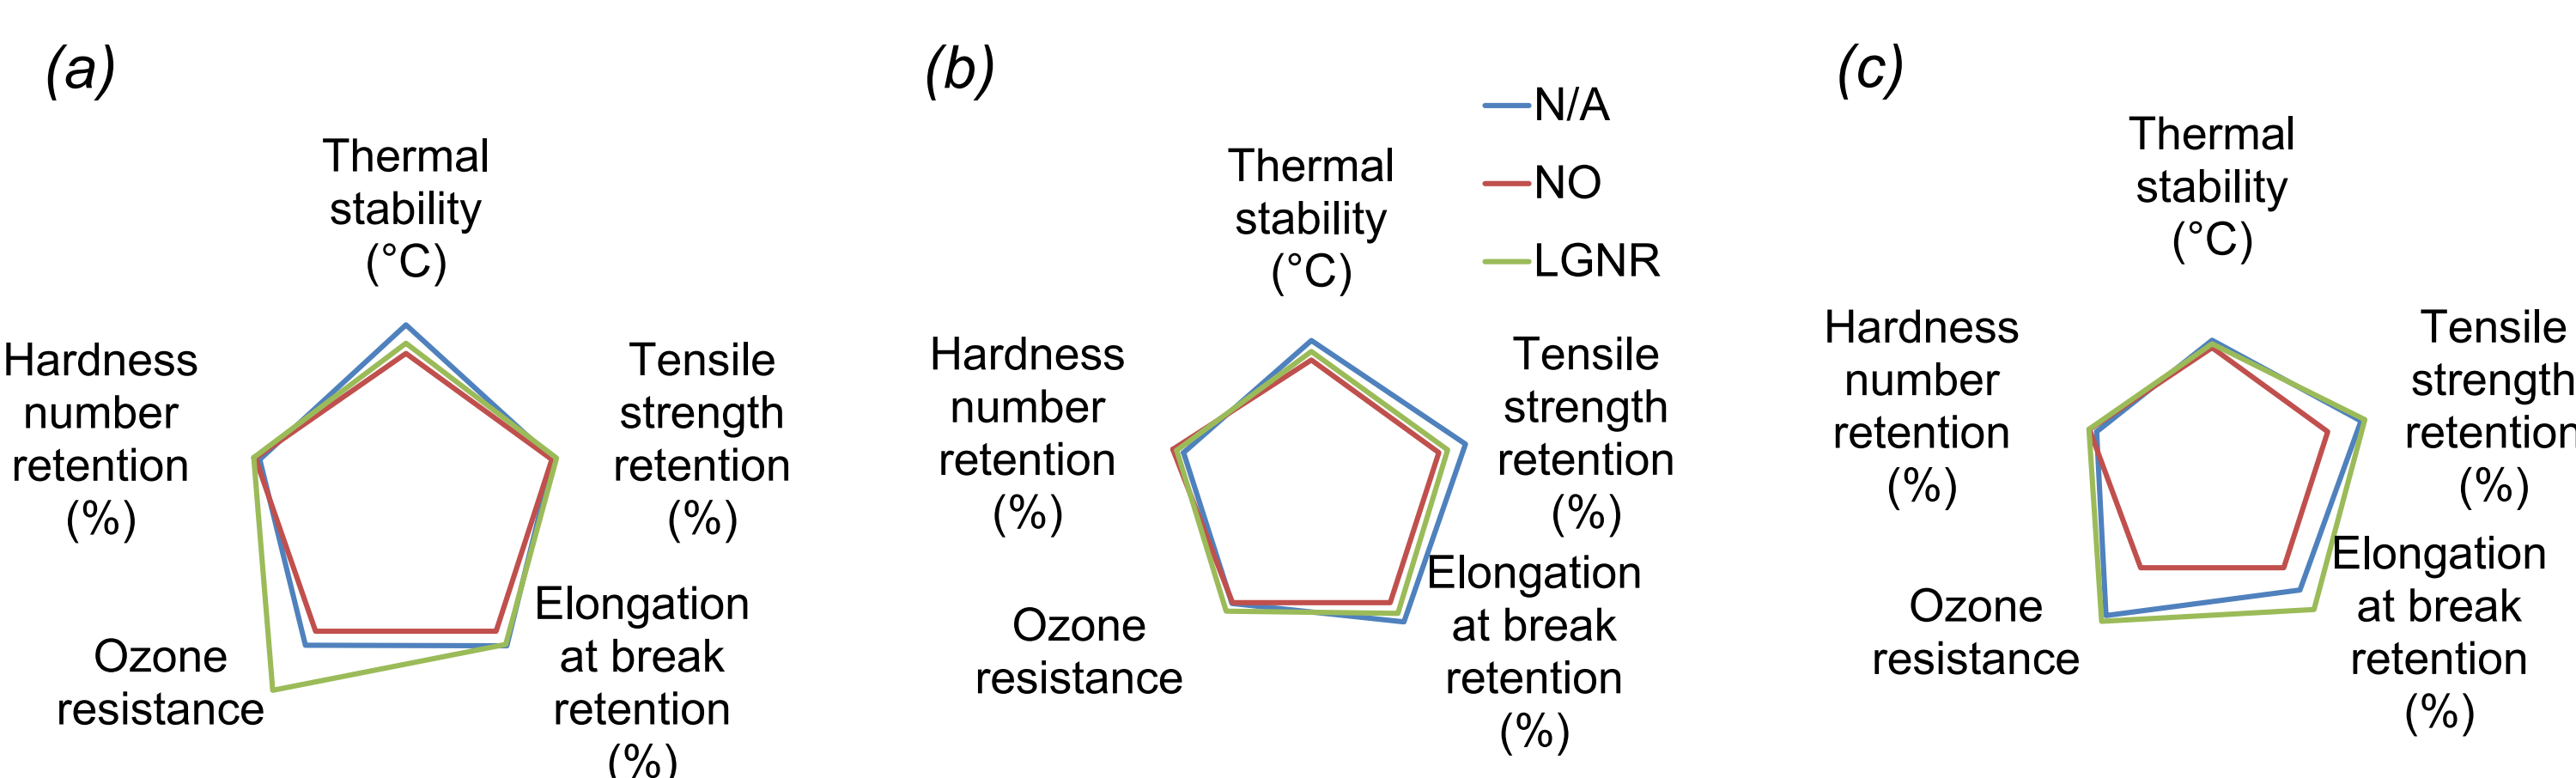 (a)
Thermal
stability
(°C)
Hardness
number
retention
(%)
Tensile
strength
retention
(%)
Ozone
resistance
Elongation
at break
retention
(%)
(b)
N/A
NO
LGNR
Thermal
stability
(°C)
Hardness
number
retention
(%)
Tensile
strength
retention
(%)
Ozone
resistance
Elongation
at break
retention
(%)
(c)
Thermal
stability
(°C)
Hardness
number
retention
(%)
Tensile
strength
retention
(%)
Ozone
resistance
Elongation
at break
retention
(%)